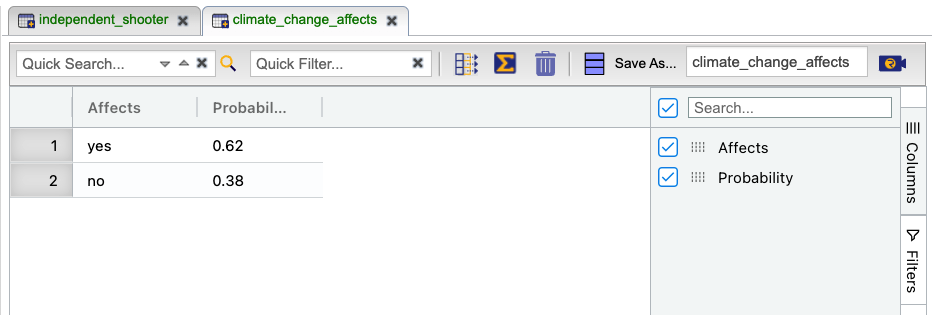 independent_shooter climate_change_affects
Quick Search... Quick Filter... Save As... climate_change_affects
Affects Probabil... Search...
1 yes 0.62
2 no 0.38
Affects
Probability
Columns
Filters